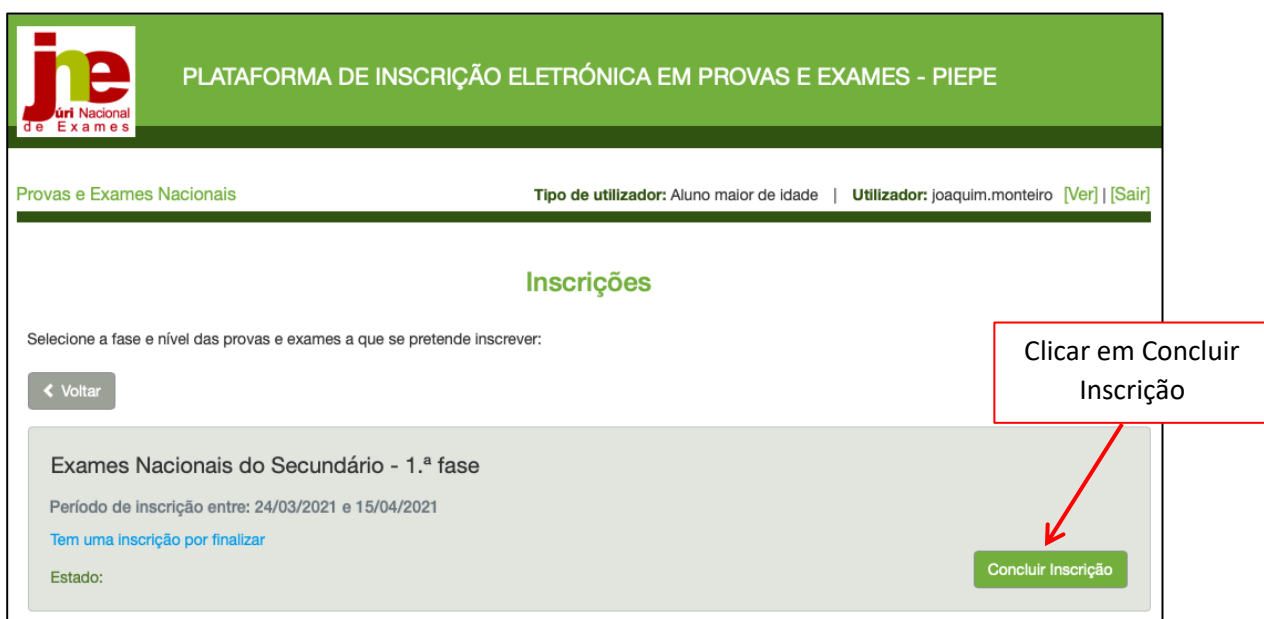 jne
úri Nacional
de Exames
PLATAFORMA DE INSCRIÇÃO ELETRÓNICA EM PROVAS E EXAMES - PIEPE
Provas e Exames Nacionais
Tipo de utilizador: Aluno maior de idade | Utilizador: joaquim.monteiro [Ver] | [Sair]
Inscrições
Selecione a fase e nível das provas e exames a que se pretende inscrever:
Clicar em Concluir
Inscrição
Voltar
Exames Nacionais do Secundário - 1.ª fase
Período de inscrição entre: 24/03/2021 e 15/04/2021
Tem uma inscrição por finalizar
Estado:
Concluir Inscrição